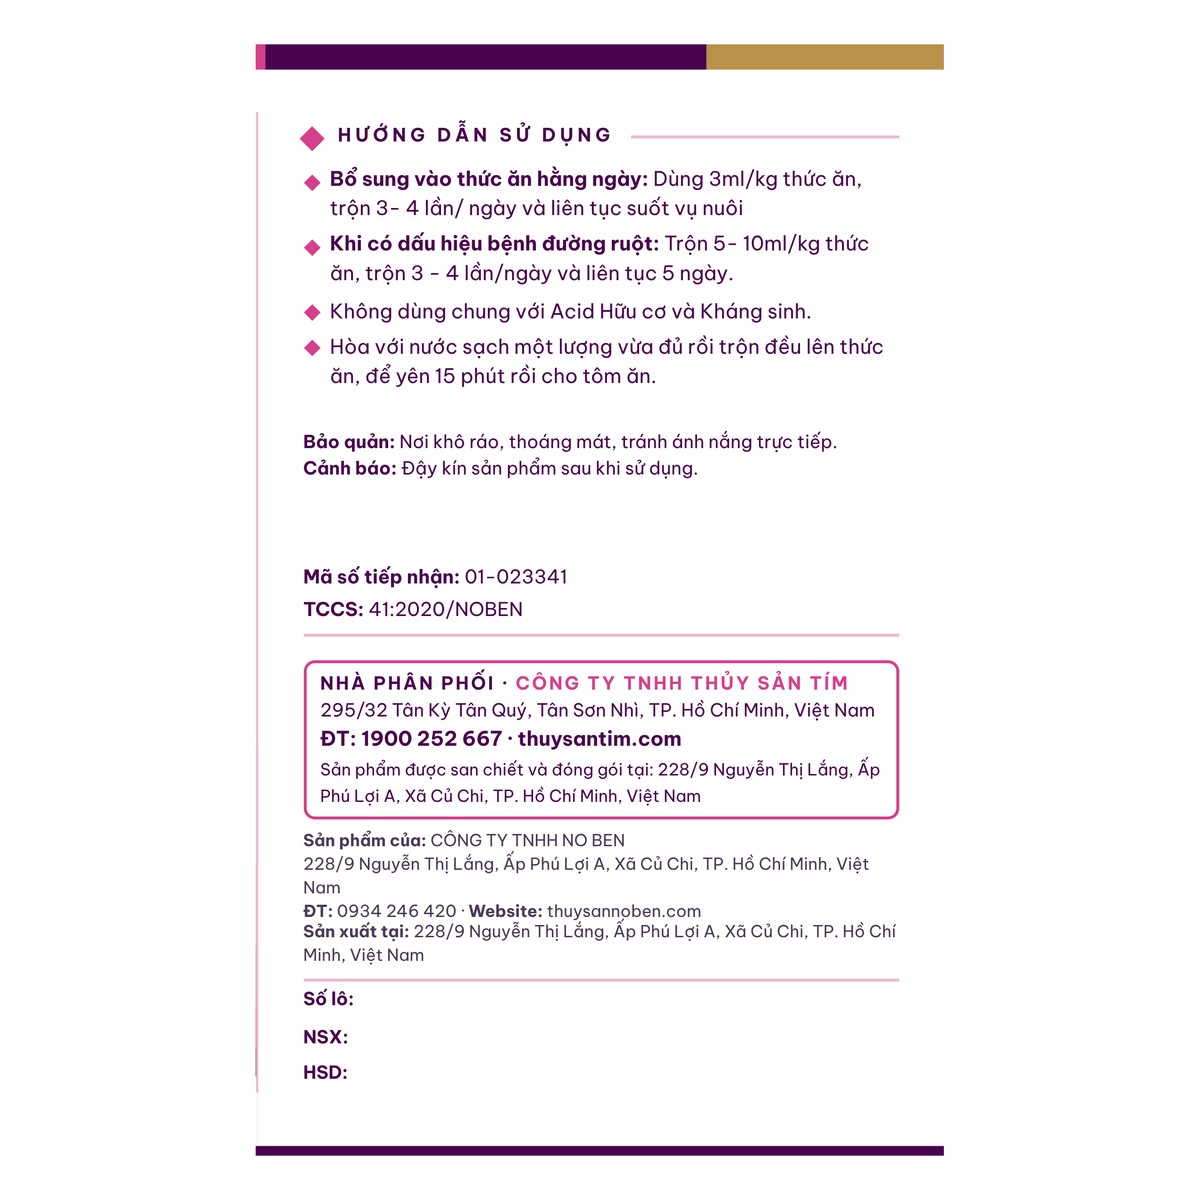 HƯỚNG DẪN SỬ DỤNG
Bổ sung vào thức ăn hằng ngày: Dùng 3ml/kg thức ăn,
trộn 3- 4 lần/ ngày và liên tục suốt vụ nuôi
Khi có dấu hiệu bệnh đường ruột: Trộn 5- 10ml/kg thức
ăn, trộn 3 - 4 lần/ngày và liên tục 5 ngày.
Không dùng chung với Acid Hữu cơ và Kháng sinh.
Hòa với nước sạch một lượng vừa đủ rồi trộn đều lên thức
ăn, để yên 15 phút rồi cho tôm ăn.
Bảo quản: Nơi khô ráo, thoáng mát, tránh ánh nắng trực tiếp.
Cảnh báo: Đậy kín sản phẩm sau khi sử dụng.
Mã số tiếp nhận: 01-023341
TCCS: 41:2020/NOBEN
NHÀ PHÂN PHỐI · CÔNG TY TNHH THỦY SẢN TÍM
295/32 Tân Kỳ Tân Quý, Tân Sơn Nhì, TP. Hồ Chí Minh, Việt Nam
ĐT: 1900 252 667 · thuysantim.com
Sản phẩm được san chiết và đóng gói tại: 228/9 Nguyễn Thị Lắng, Ấp
Phú Lợi A, Xã Củ Chi, TP. Hồ Chí Minh, Việt Nam
Sản phẩm của: CÔNG TY TNHH NO BEN
228/9 Nguyễn Thị Lắng, Ấp Phú Lợi A, Xã Củ Chi, TP. Hồ Chí Minh, Việt
Nam
ĐT: 0934 246 420 · Website: thuysannoben.com
Sản xuất tại: 228/9 Nguyễn Thị Lắng, Ấp Phú Lợi A, Xã Củ Chi, TP. Hồ Chí
Minh, Việt Nam
Số lô:
NSX:
HSD: